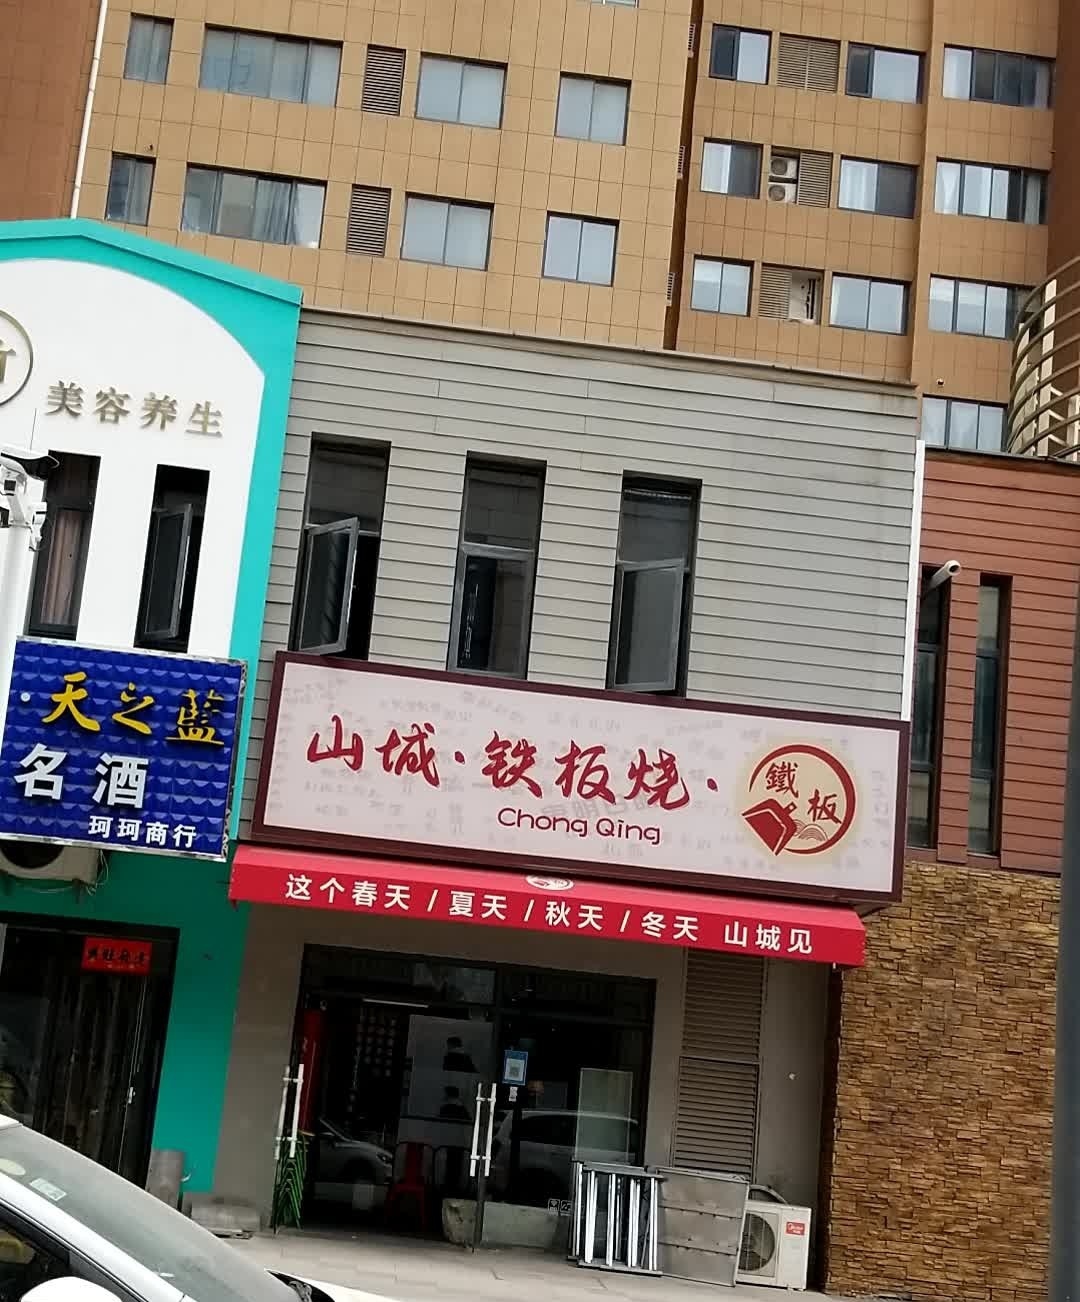 美容养生
·天之蓝
名酒
珂珂商行
山城·铁板烧·
Chong Qing
鐵板
这个春天/夏天/秋天/冬天 山城见
Midea